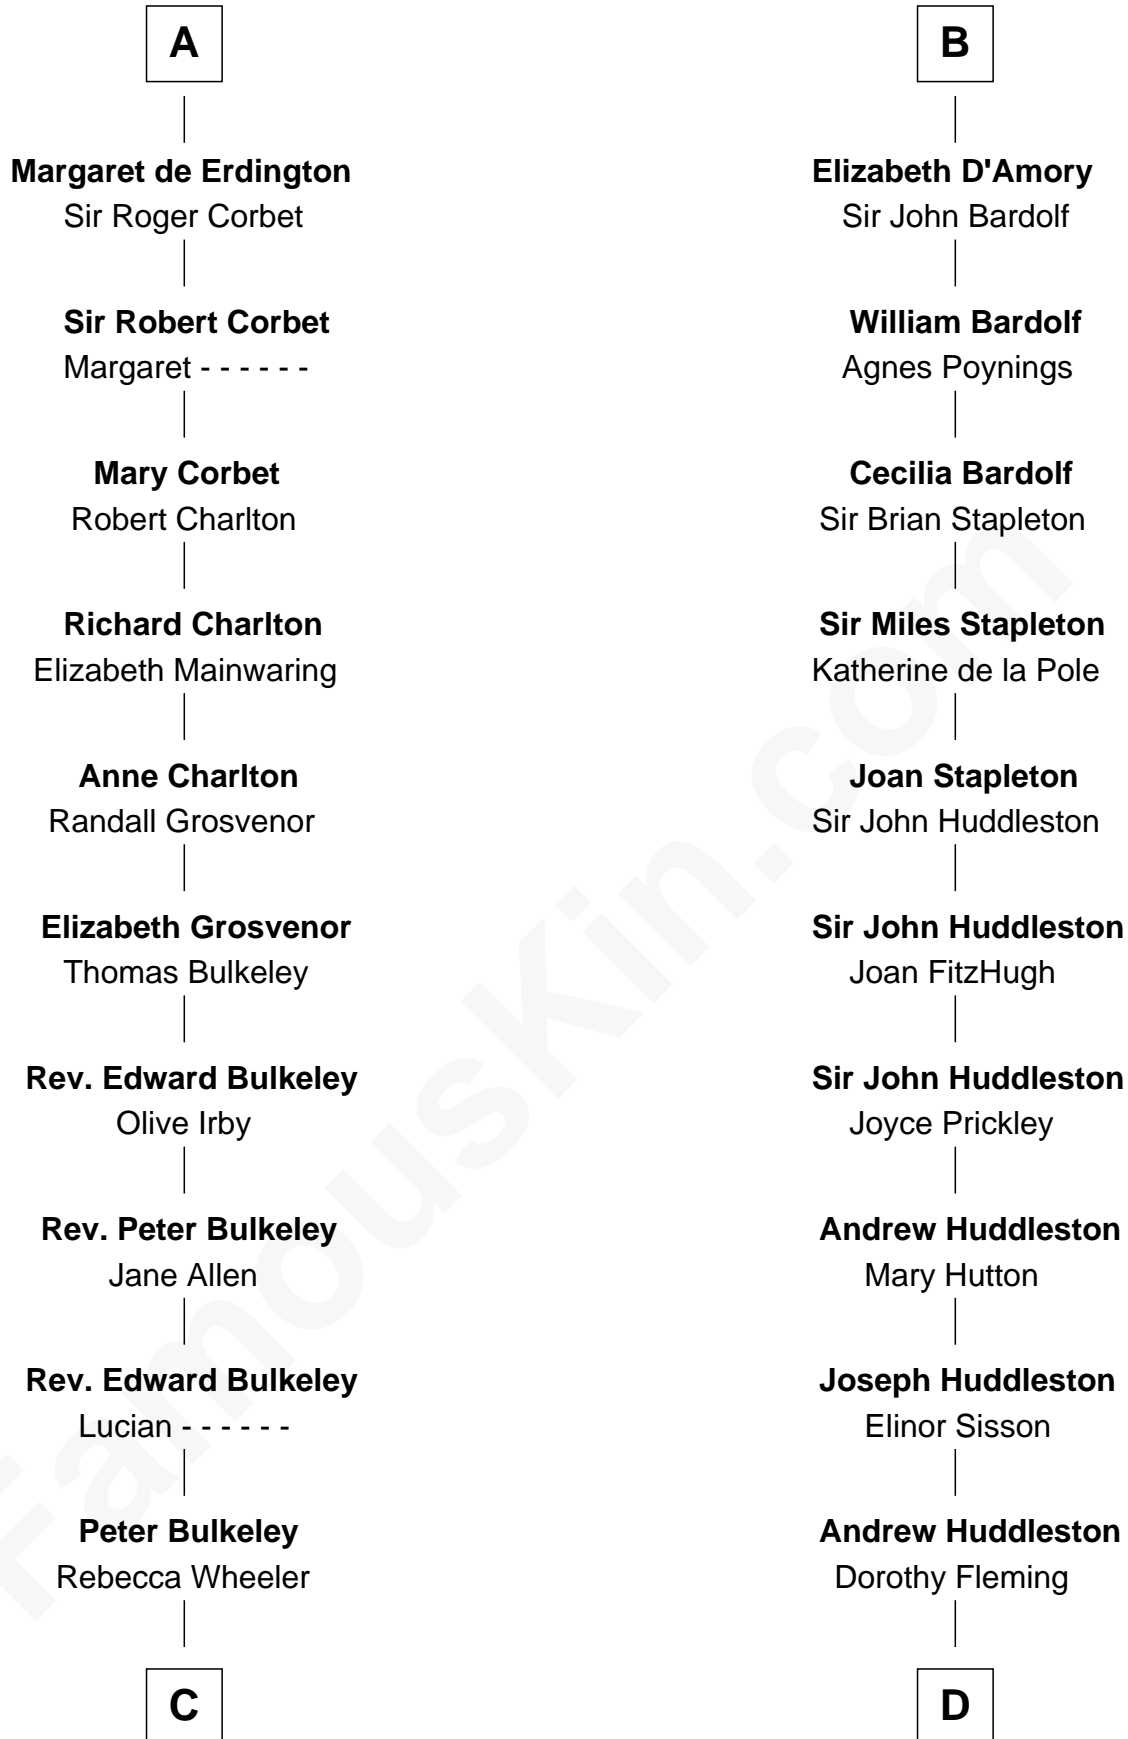 A
Margaret de Erdington
Sir Roger Corbet
Sir Robert Corbet
Margaret - - - - - -
Mary Corbet
Robert Charlton
Richard Charlton
Elizabeth Mainwaring
Anne Charlton
Randall Grosvenor
Elizabeth Grosvenor
Thomas Bulkeley
Rev. Edward Bulkeley
Olive Irby
Rev. Peter Bulkeley
Jane Allen
Rev. Edward Bulkeley
Lucian - - - - - -
Peter Bulkeley
Rebecca Wheeler
C
B
Elizabeth D'Amory
Sir John Bardolf
William Bardolf
Agnes Poynings
Cecilia Bardolf
Sir Brian Stapleton
Sir Miles Stapleton
Katherine de la Pole
Joan Stapleton
Sir John Huddleston
Sir John Huddleston
Joan FitzHugh
Sir John Huddleston
Joyce Prickley
Andrew Huddleston
Mary Hutton
Joseph Huddleston
Elinor Sisson
Andrew Huddleston
Dorothy Fleming
D
FamousKin.com